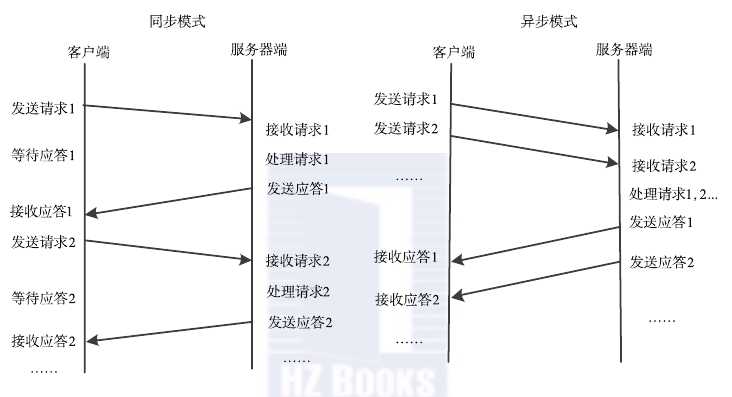 同步模式
客户端
服务器端
发送请求1
接收请求1
等待应答1
处理请求1
发送应答1
接收应答1
发送请求2
接收请求2
处理请求2
等待应答2
发送应答2
接收应答2
……
……
异步模式
客户端
服务器端
发送请求1
发送请求2
接收请求1
接收请求2
……
处理请求1, 2...
发送应答1
接收应答1
发送应答2
接收应答2
……
……
HZ BOOKS